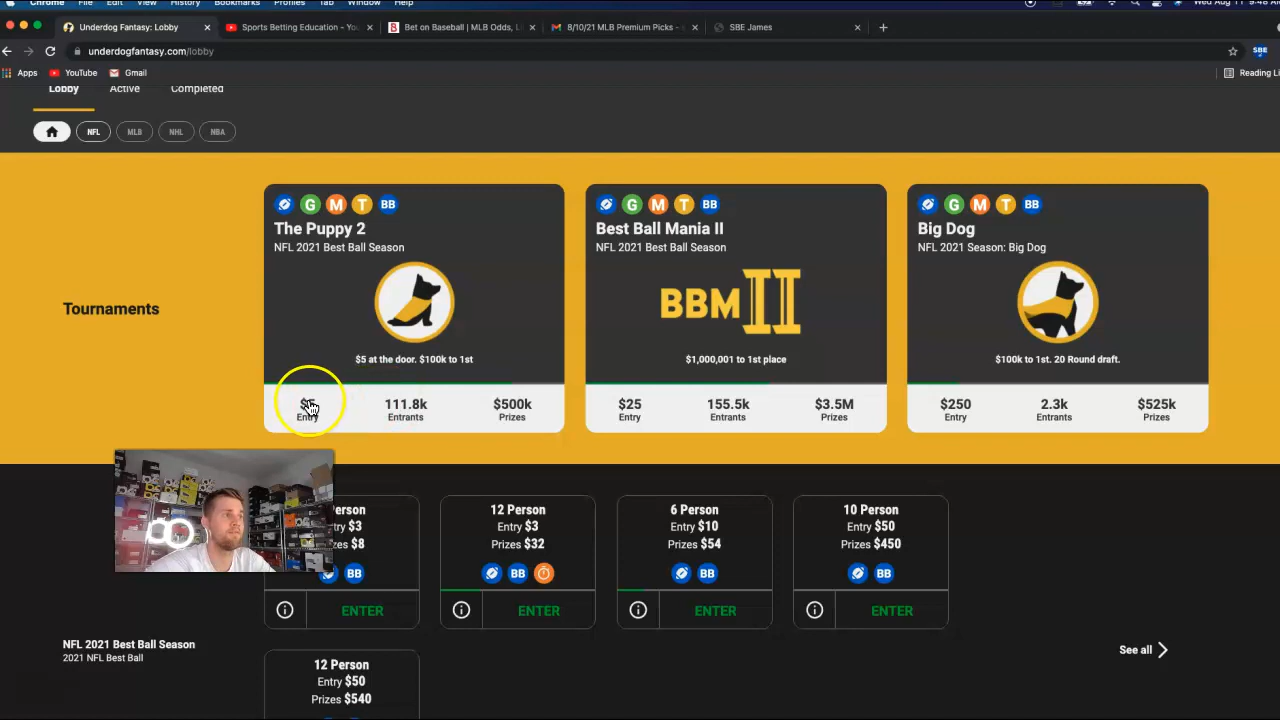 Chrome File Edit View History Bookmarks Profiles Tab Window Help
Underdog Fantasy: Lobby
Sports Betting Education - Yo
Bet on Baseball | MLB Odds, L
8/10/21 MLB Premium Picks -
SBE James
underdogfantasy.com/lobby
SBE
Apps YouTube Gmail
Reading Li
Lobby Active Completed
NFL MLB NHL NBA
Tournaments
G M T BB
The Puppy 2
NFL 2021 Best Ball Season
$5 at the door. $100k to 1st
Entry
111.8k
Entrants
$500k
Prizes
G M T BB
Best Ball Mania II
NFL 2021 Best Ball Season
BBM II
$1,000,001 to 1st place
$25
Entry
155.5k
Entrants
$3.5M
Prizes
G M T BB
Big Dog
NFL 2021 Season: Big Dog
$100k to 1st. 20 Round draft.
$250
Entry
2.3k
Entrants
$525k
Prizes
NFL 2021 Best Ball Season
2021 NFL Best Ball
erson
$3
zes $8
BB
ENTER
12 Person
Entry $3
Prizes $32
BB
ENTER
6 Person
Entry $10
Prizes $54
BB
ENTER
10 Person
Entry $50
Prizes $450
BB
ENTER
See all
12 Person
Entry $50
Prizes $540